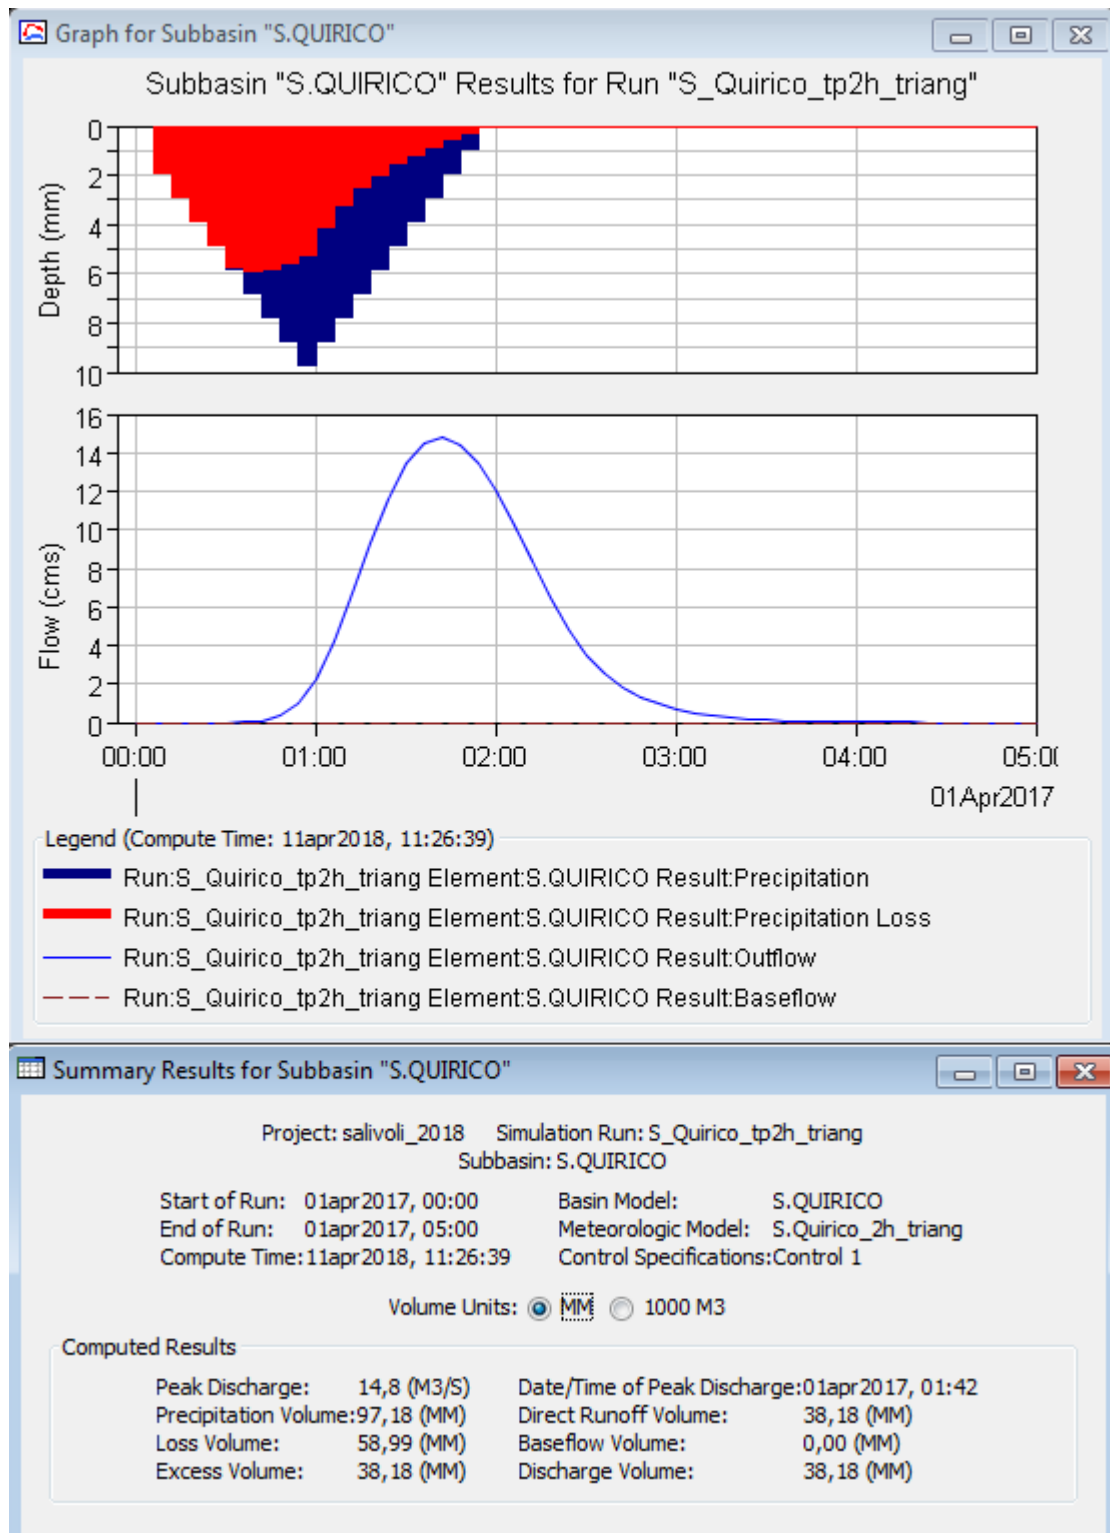 Graph for Subbasin "S.QUIRICO"
Subbasin "S.QUIRICO" Results for Run "S_Quirico_tp2h_triang"
0
2
4
6
8
10
Depth (mm)
16
14
12
10
8
6
4
2
0
Flow (cms)
00:00 01:00 02:00 03:00 04:00 05:0(
01Apr2017
Legend (Compute Time: 11apr2018, 11:26:39)
Run:S_Quirico_tp2h_triang Element:S.QUIRICO Result:Precipitation
Run:S_Quirico_tp2h_triang Element:S.QUIRICO Result:Precipitation Loss
Run:S_Quirico_tp2h_triang Element:S.QUIRICO Result:Outflow
Run:S_Quirico_tp2h_triang Element:S.QUIRICO Result:Baseflow
Summary Results for Subbasin "S.QUIRICO"
Project: salivoli_2018 Simulation Run: S_Quirico_tp2h_triang
Subbasin: S.QUIRICO
Start of Run: 01apr2017, 00:00 Basin Model: S.QUIRICO
End of Run: 01apr2017, 05:00 Meteorologic Model: S.Quirico_2h_triang
Compute Time:11apr2018, 11:26:39 Control Specifications:Control 1
Volume Units: MM 1000 M3
Computed Results
Peak Discharge: 14,8 (M3/S) Date/Time of Peak Discharge:01apr2017, 01:42
Precipitation Volume:97,18 (MM) Direct Runoff Volume: 38,18 (MM)
Loss Volume: 58,99 (MM) Baseflow Volume: 0,00 (MM)
Excess Volume: 38,18 (MM) Discharge Volume: 38,18 (MM)